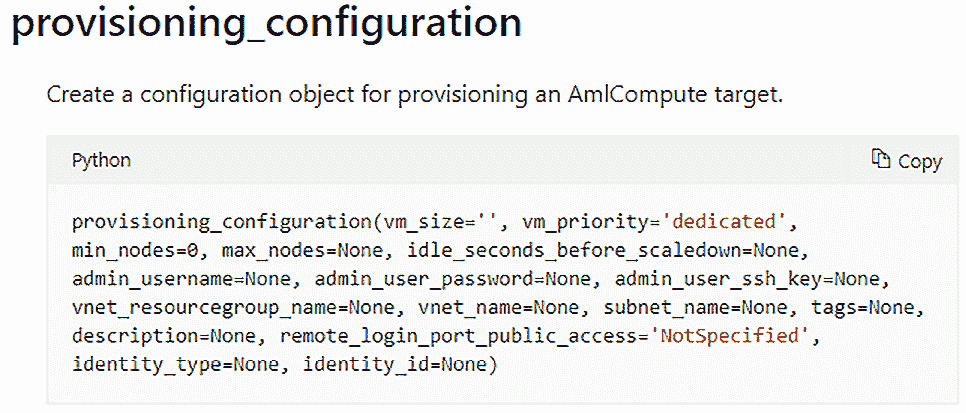 provisioning_configuration
Create a configuration object for provisioning an AmlCompute target.
Python
Copy
provisioning_configuration(vm_size='', vm_priority='dedicated',
min_nodes=0, max_nodes=None, idle_seconds_before_scaledown=None,
admin_username=None, admin_user_password=None, admin_user_ssh_key=None,
vnet_resourcegroup_name=None, vnet_name=None, subnet_name=None, tags=None,
description=None, remote_login_port_public_access='NotSpecified',
identity_type=None, identity_id=None)